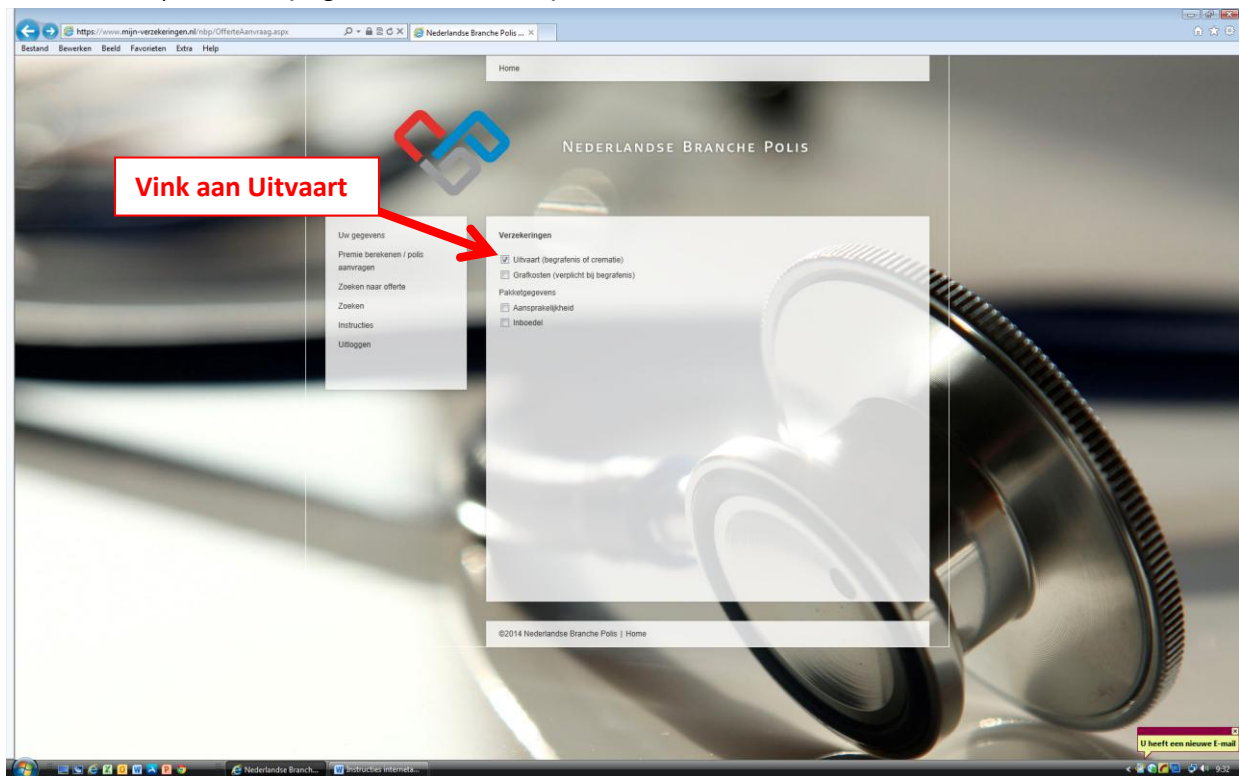 https://www.mijn-verzekeringen.nl/nbp/OfferteAanvraag.aspx
Nederlandse Branche Polis ...
Bestand Bewerken Beeld Favorieten Extra Help
Home
NEDERLANDSE BRANCHE POLIS
Vink aan Uitvaart
Uw gegevens
Premie berekenen / polis
aanvragen
Zoeken naar offerte
Zoeken
Instructies
Uitloggen
Verzekeringen
Uitvaart (begrafenis of crematie)
Grafkosten (verplicht bij begrafenis)
Pakketgegevens
Aansprakelijkheid
Inboedel
©2014 Nederlandse Branche Polis | Home
U heeft een nieuwe E-mail
Nederlandse Branch...
Instructies interneta...
9:32